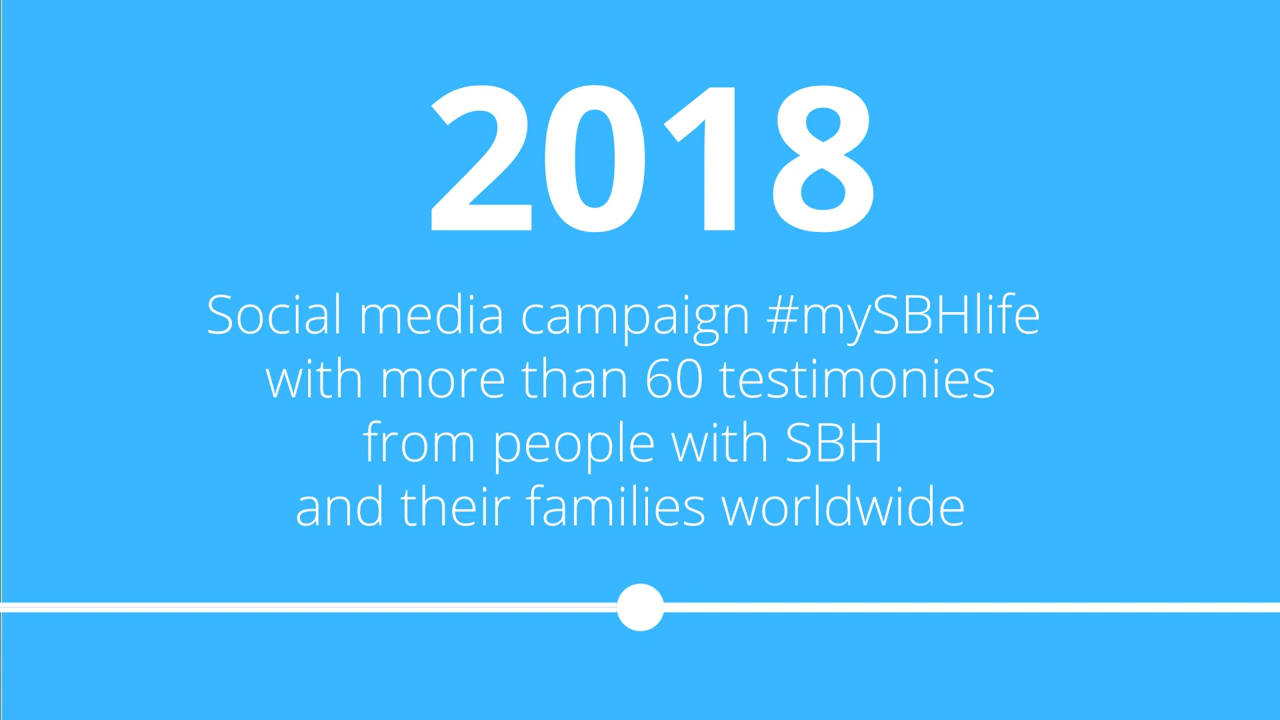 2018
Social media campaign #mySBHlife
with more than 60 testimonies
from people with SBH
and their families worldwide